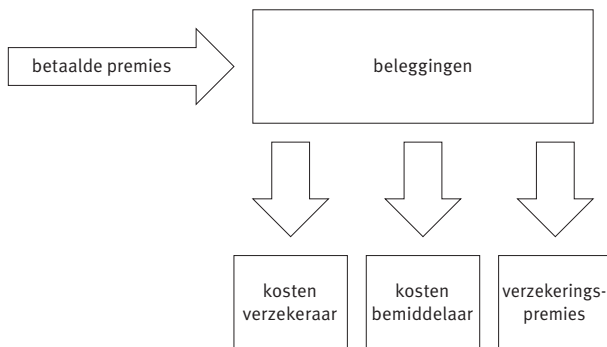 betaalde premies
beleggingen
kosten
verzekeraar
kosten
bemiddelaar
verzekerings-
premies